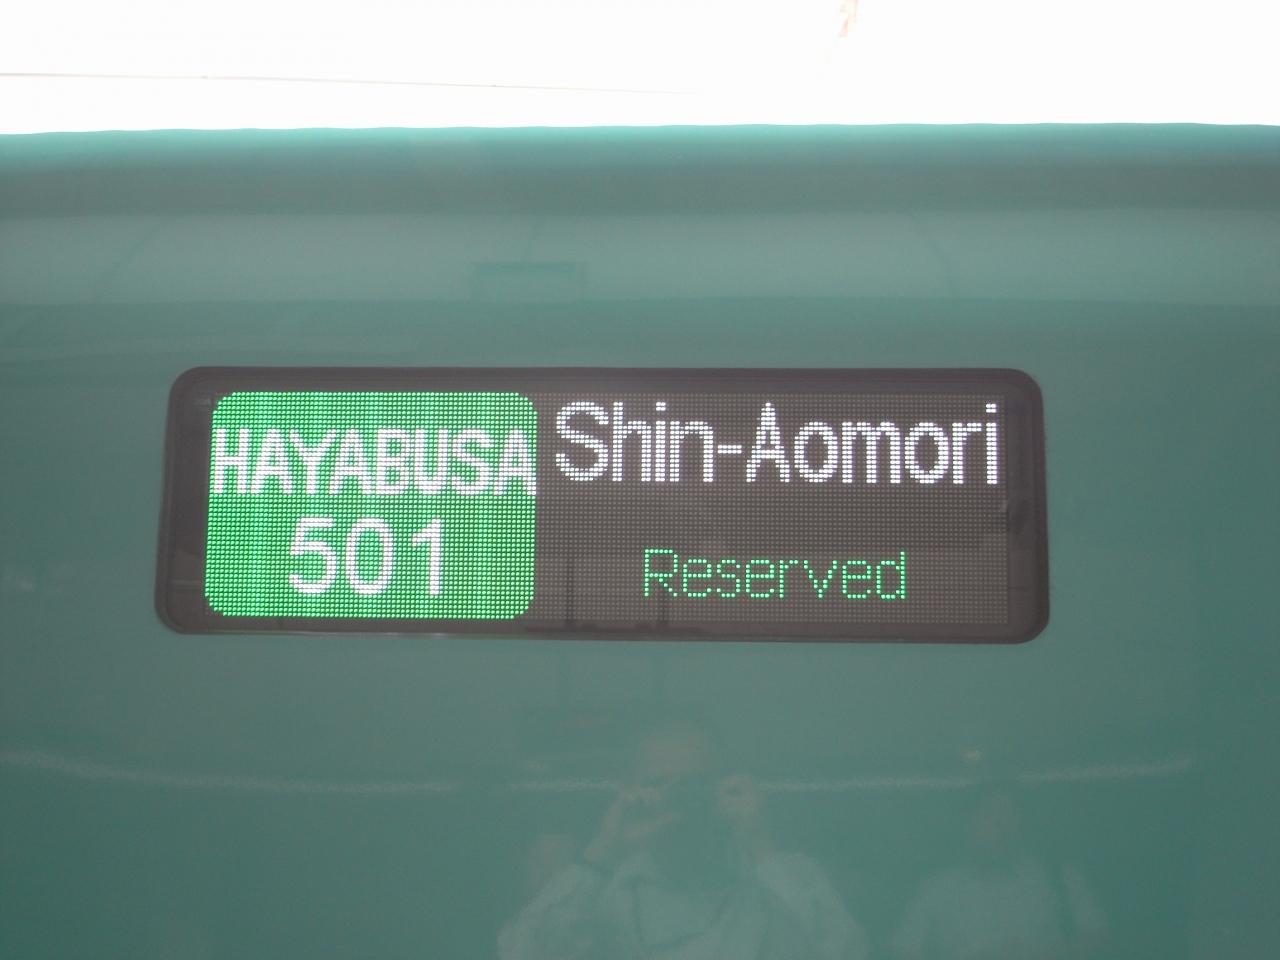 HAYABUSA
501
Shin-Aomori
Reserved